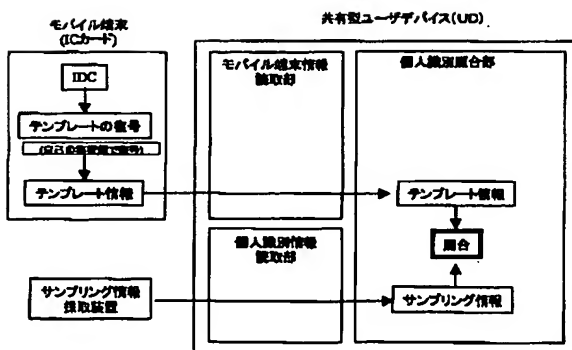 共有型ユーザデバイス(UD)
モバイル端末
(ICカード)
IDC
テンプレートの復号
テンプレート情報
モバイル端末情報
読取部
個人識別照合部
テンプレート情報
照合
個人識別情報
読取部
サンプリング情報
採取装置
サンプリング情報